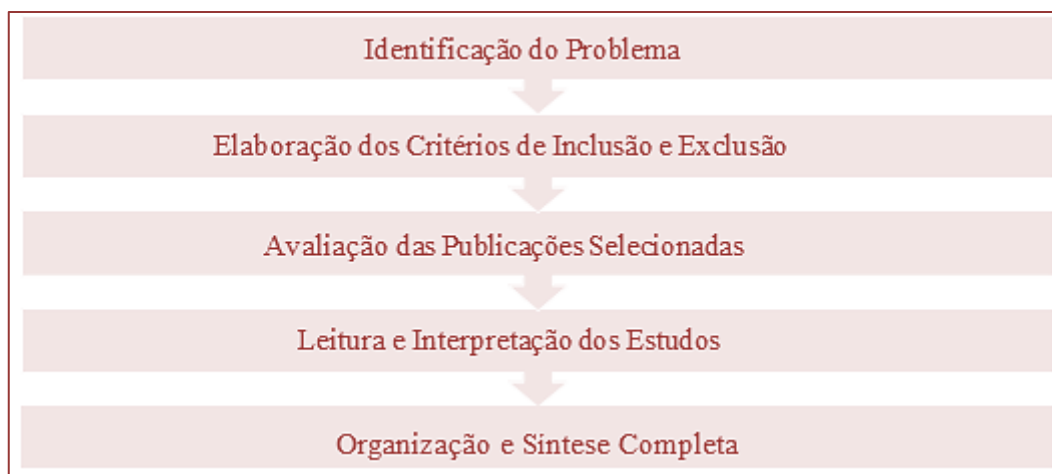 Identificação do Problema
Elaboração dos Critérios de Inclusão e Exclusão
Avaliação das Publicações Selecionadas
Leitura e Interpretação dos Estudos
Organização e Síntese Completa